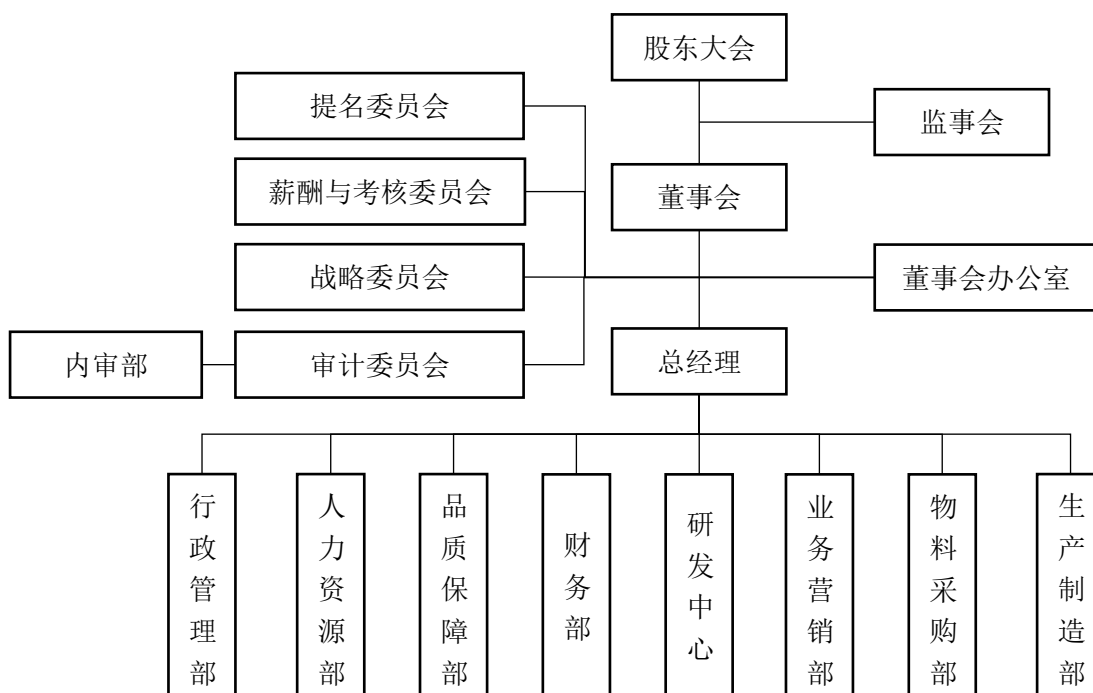 股东大会
提名委员会
监事会
薪酬与考核委员会
董事会
战略委员会
董事会办公室
内审部
审计委员会
总经理
行政管理部
人力资源部
品质保障部
财务部
研发中心
业务营销部
物料采购部
生产制造部